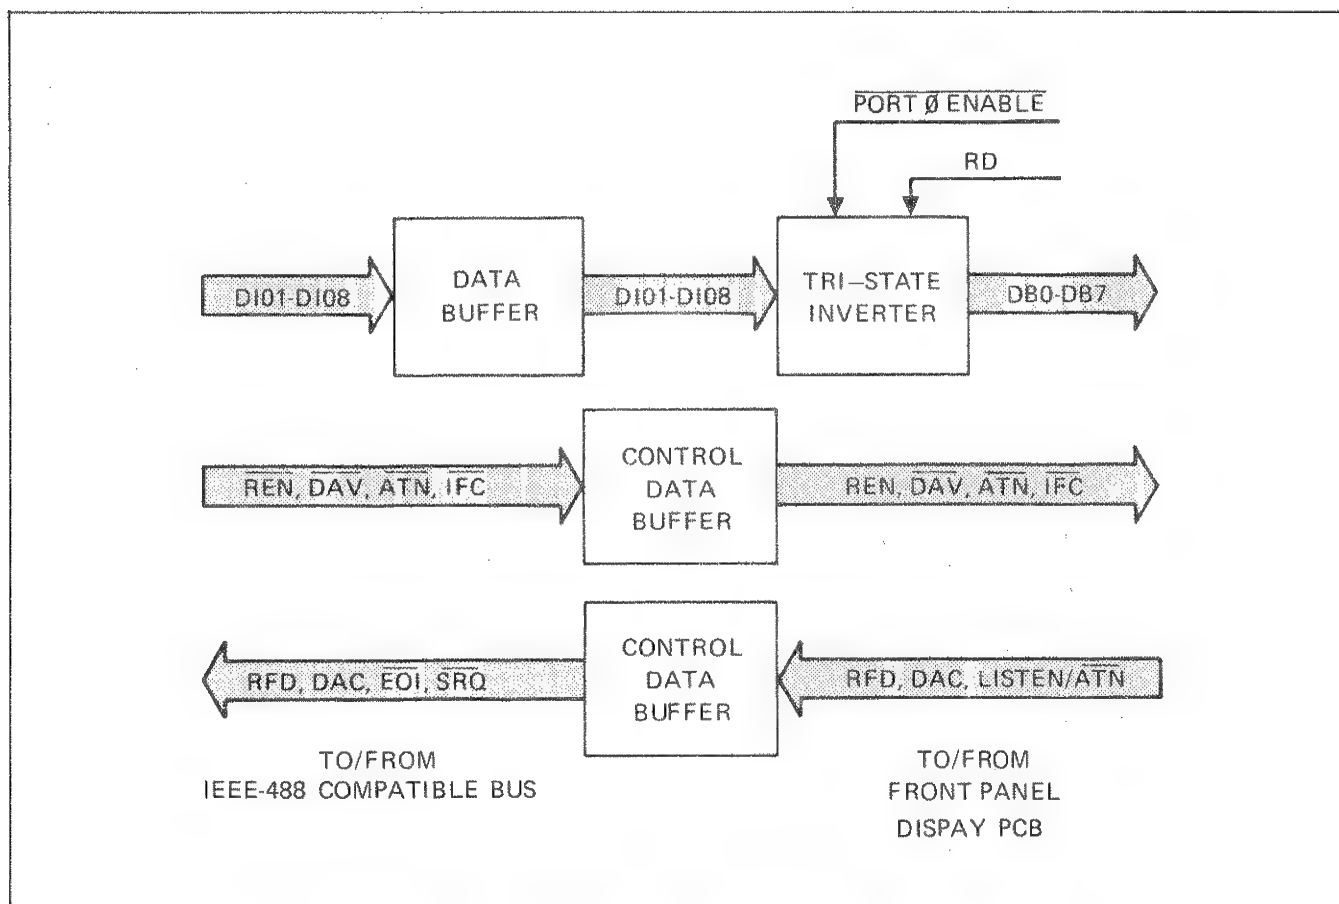 PORT Ø ENABLE
RD
DI01-DI08
DATA
BUFFER
DI01-DI08
TRI–STATE
INVERTER
DB0-DB7
REN, DAV, ATN, IFC
CONTROL
DATA
BUFFER
REN, DAV, ATN, IFC
RFD, DAC, EOI, SRQ
CONTROL
DATA
BUFFER
RFD, DAC, LISTEN/ATN
TO/FROM
IEEE-488 COMPATIBLE BUS
TO/FROM
FRONT PANEL
DISPAY PCB